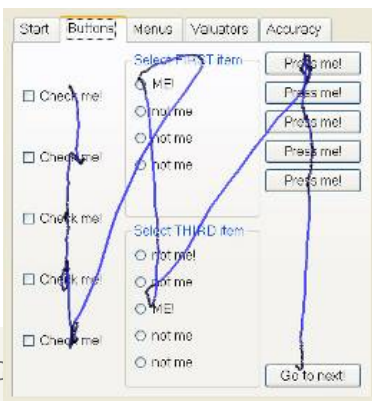 Start Buttons Menus Valuators Accuracy
Check me!
Check me!
Check me!
Check me!
Check me!
Select FIRST item
ME!
not me
not me
not me
Select THIRD item
not me!
not me
ME!
not me
not me
Press me!
Press me!
Press me!
Press me!
Press me!
Go to next!